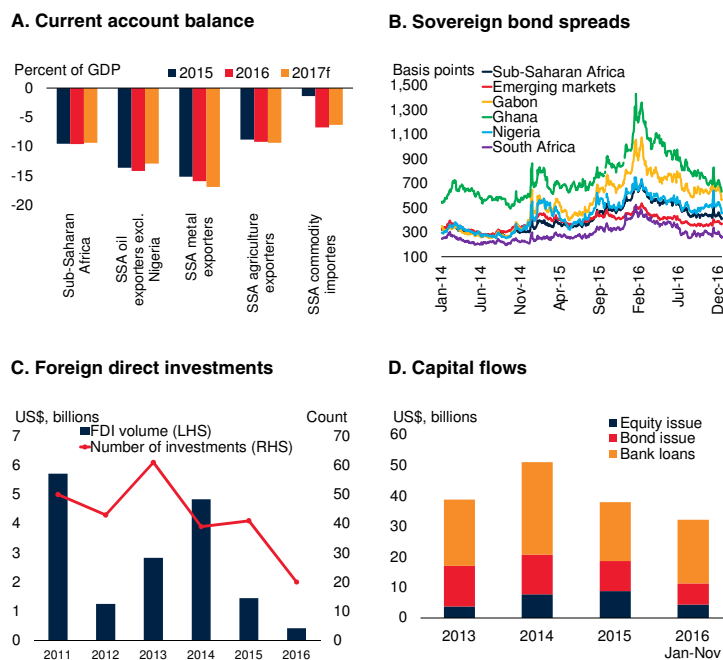 A. Current account balance
Percent of GDP
2015 2016 2017f
0
-5
-10
-15
-20
Sub-Saharan Africa
SSA oil exporters excl. Nigeria
SSA metal exporters
SSA agriculture exporters
SSA commodity importers
B. Sovereign bond spreads
Basis points
Sub-Saharan Africa
Emerging markets
Gabon
Ghana
Nigeria
South Africa
1,500
1,300
1,100
900
700
500
300
100
Jan-14
Jun-14
Nov-14
Apr-15
Sep-15
Feb-16
Jul-16
Dec-16
C. Foreign direct investments
US$, billions
Count
FDI volume (LHS)
Number of investments (RHS)
7
6
5
4
3
2
1
0
70
60
50
40
30
20
10
0
2011 2012 2013 2014 2015 2016
D. Capital flows
US$, billions
Equity issue
Bond issue
Bank loans
60
50
40
30
20
10
0
2013 2014 2015 2016
Jan-Nov